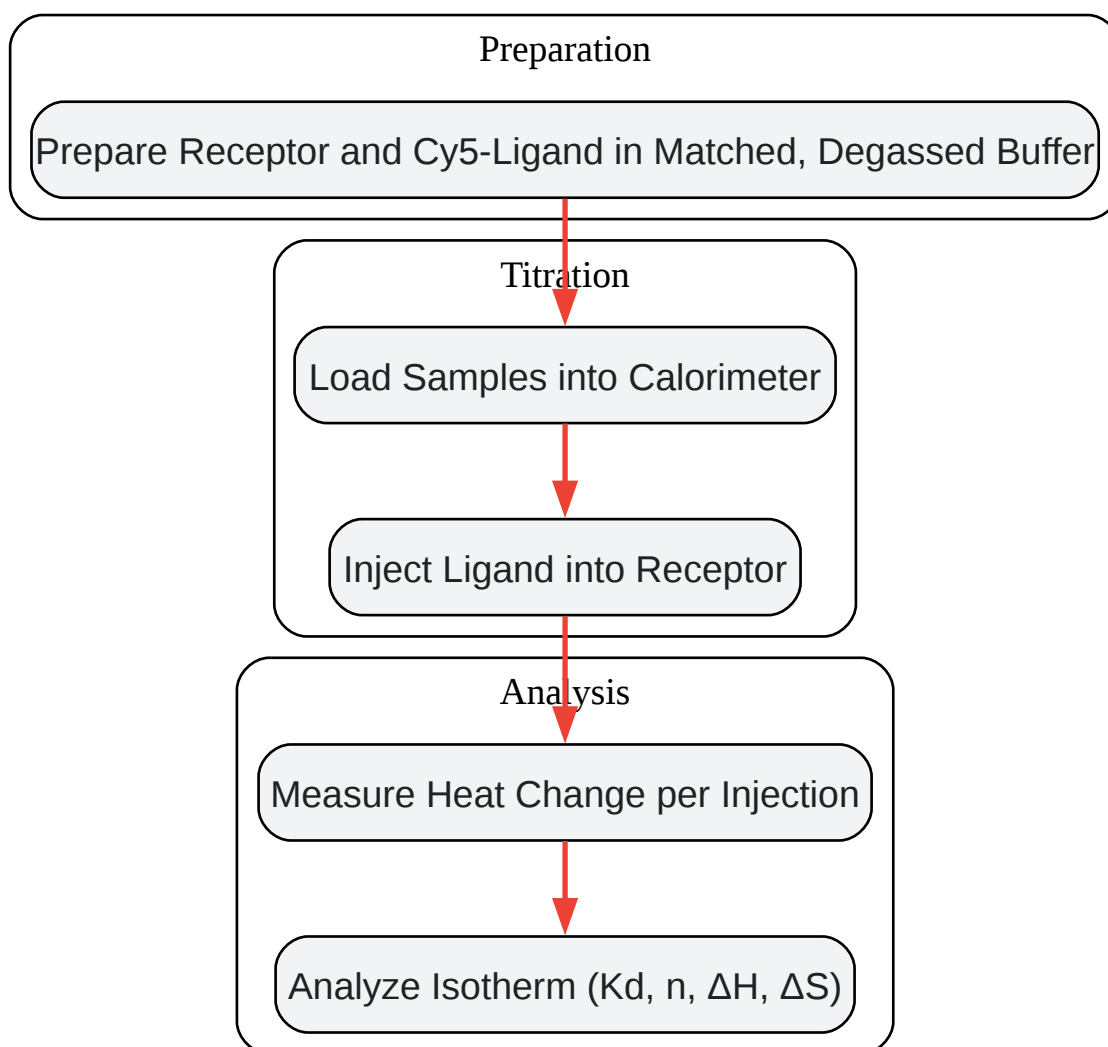 Preparation
Prepare Receptor and Cy5-Ligand in Matched, Degassed Buffer
Titration
Load Samples into Calorimeter
Inject Ligand into Receptor
Analysis
Measure Heat Change per Injection
Analyze Isotherm (Kd, n, ΔH, ΔS)